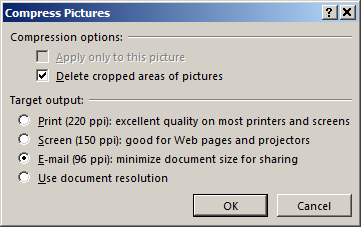 Compress Pictures
Compression options:
Apply only to this picture
Delete cropped areas of pictures
Target output:
Print (220 ppi): excellent quality on most printers and screens
Screen (150 ppi): good for Web pages and projectors
E-mail (96 ppi): minimize document size for sharing
Use document resolution
OK Cancel